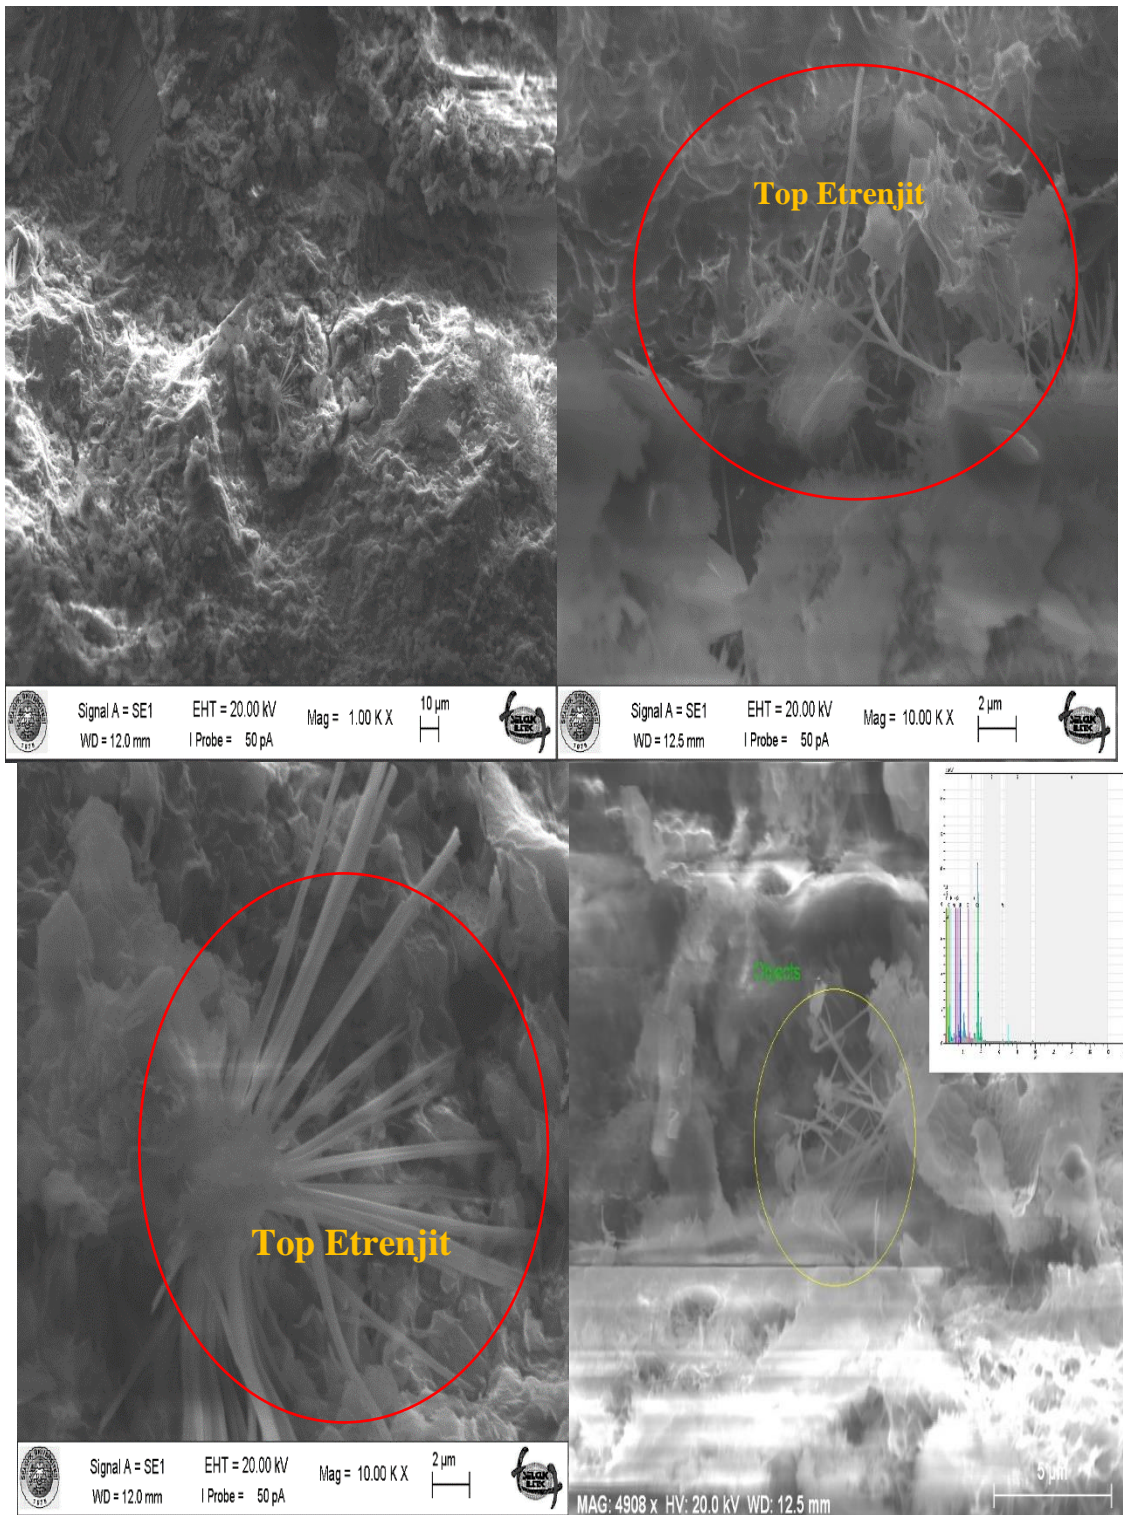 Top Etrenjit
Signal A = SE1 EHT = 20.00 kV Mag = 1.00 K X 10 µm
WD = 12.0 mm I Probe = 50 pA
Signal A = SE1 EHT = 20.00 kV Mag = 10.00 K X 2 µm
WD = 12.5 mm I Probe = 50 pA
Objects
Top Etrenjit
Signal A = SE1 EHT = 20.00 kV Mag = 10.00 K X 2 µm
WD = 12.0 mm I Probe = 50 pA
MAG: 4908 x HV: 20.0 kV WD: 12.5 mm 5 µm